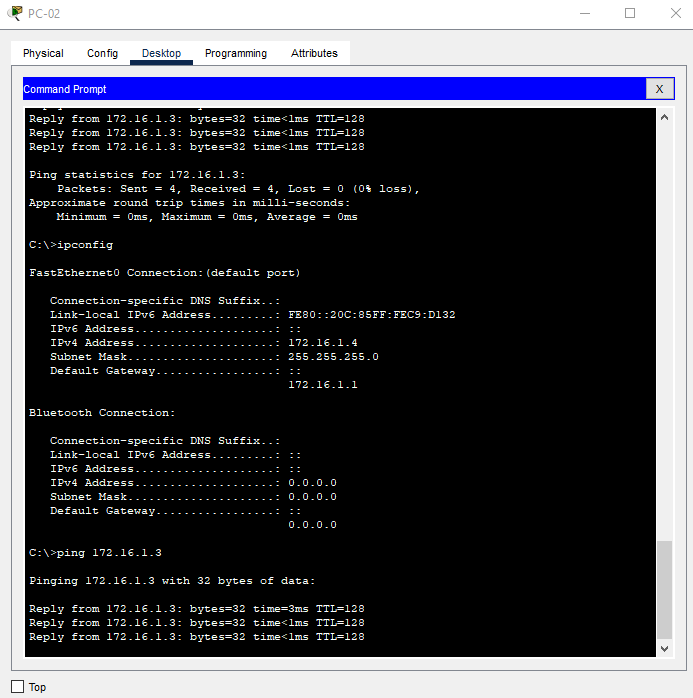 PC-02
Physical Config Desktop Programming Attributes
Command Prompt X
Reply from 172.16.1.3: bytes=32 time<1ms TTL=128
Reply from 172.16.1.3: bytes=32 time<1ms TTL=128
Reply from 172.16.1.3: bytes=32 time<1ms TTL=128
Ping statistics for 172.16.1.3:
Packets: Sent = 4, Received = 4, Lost = 0 (0% loss),
Approximate round trip times in milli-seconds:
Minimum = 0ms, Maximum = 0ms, Average = 0ms
C:\>ipconfig
FastEthernet0 Connection:(default port)
Connection-specific DNS Suffix..:
Link-local IPv6 Address.........: FE80::20C:85FF:FEC9:D132
IPv6 Address....................: ::
IPv4 Address....................: 172.16.1.4
Subnet Mask.....................: 255.255.255.0
Default Gateway.................: ::
172.16.1.1
Bluetooth Connection:
Connection-specific DNS Suffix..:
Link-local IPv6 Address.........: ::
IPv6 Address....................: ::
IPv4 Address....................: 0.0.0.0
Subnet Mask.....................: 0.0.0.0
Default Gateway.................: ::
0.0.0.0
C:\>ping 172.16.1.3
Pinging 172.16.1.3 with 32 bytes of data:
Reply from 172.16.1.3: bytes=32 time=3ms TTL=128
Reply from 172.16.1.3: bytes=32 time<1ms TTL=128
Reply from 172.16.1.3: bytes=32 time<1ms TTL=128
Top